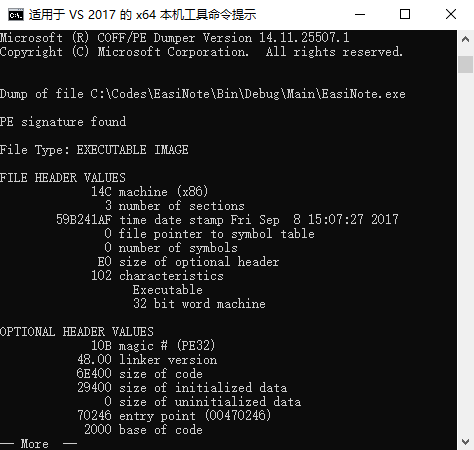 适用于 VS 2017 的 x64 本机工具命令提示
Microsoft (R) COFF/PE Dumper Version 14.11.25507.1
Copyright (C) Microsoft Corporation.  All rights reserved.
Dump of file C:\Codes\EasiNote\Bin\Debug\Main\EasiNote.exe
PE signature found
File Type: EXECUTABLE IMAGE
FILE HEADER VALUES
14C machine (x86)
3 number of sections
59B241AF time date stamp Fri Sep  8 15:07:27 2017
0 file pointer to symbol table
0 number of symbols
E0 size of optional header
102 characteristics
Executable
32 bit word machine
OPTIONAL HEADER VALUES
10B magic # (PE32)
48.00 linker version
6E400 size of code
29400 size of initialized data
0 size of uninitialized data
70246 entry point (00470246)
2000 base of code
-- More  --